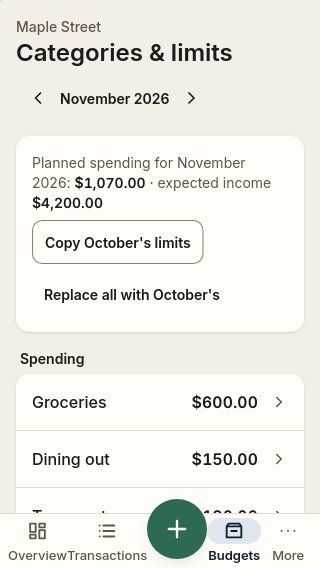 Maple Street
Categories & limits
November 2026
Planned spending for November
2026: $1,070.00 · expected income
$4,200.00
Copy October's limits
Replace all with October's
Spending
Groceries $600.00
Dining out $150.00
Overview Transactions Budgets More